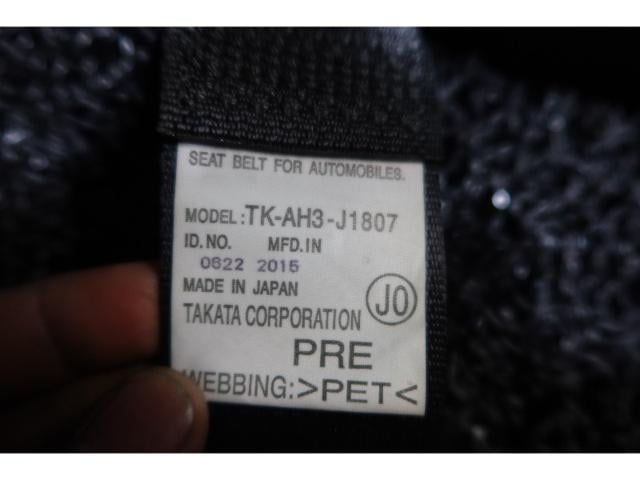 SEAT BELT FOR AUTOMOBILES.
MODEL:TK-AH3-J1807
ID.NO. MFD.IN
0622 2015
MADE IN JAPAN
JO
TAKATA CORPORATION
PRE
WEBBING:>PET<